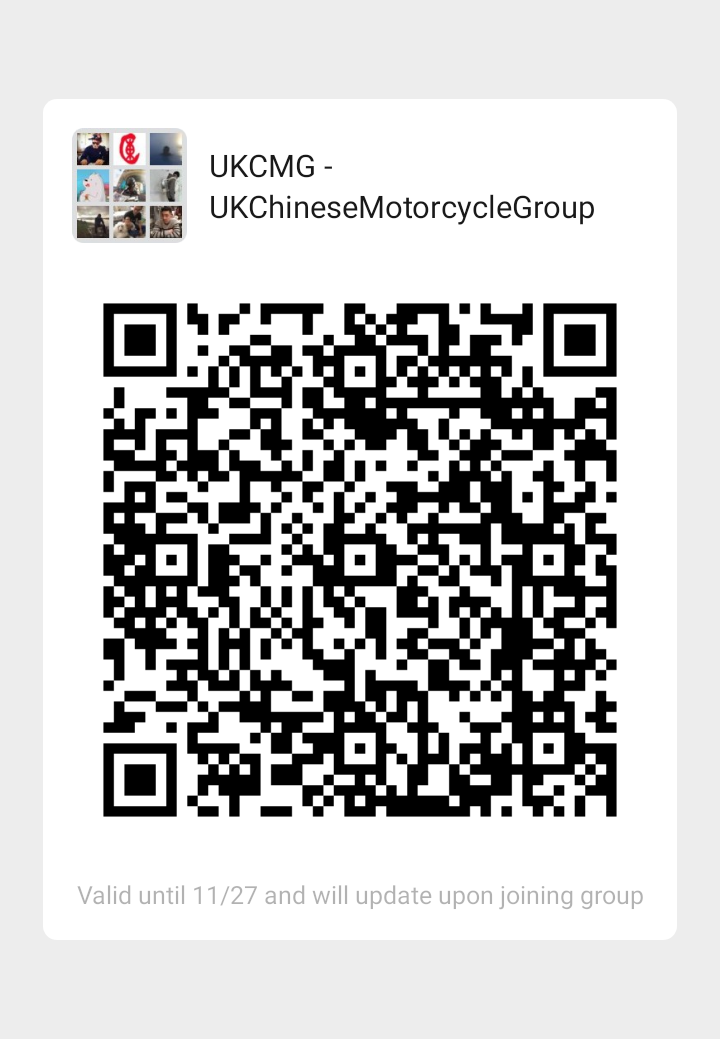 UKCMG -
UKChineseMotorcycleGroup
Valid until 11/27 and will update upon joining group